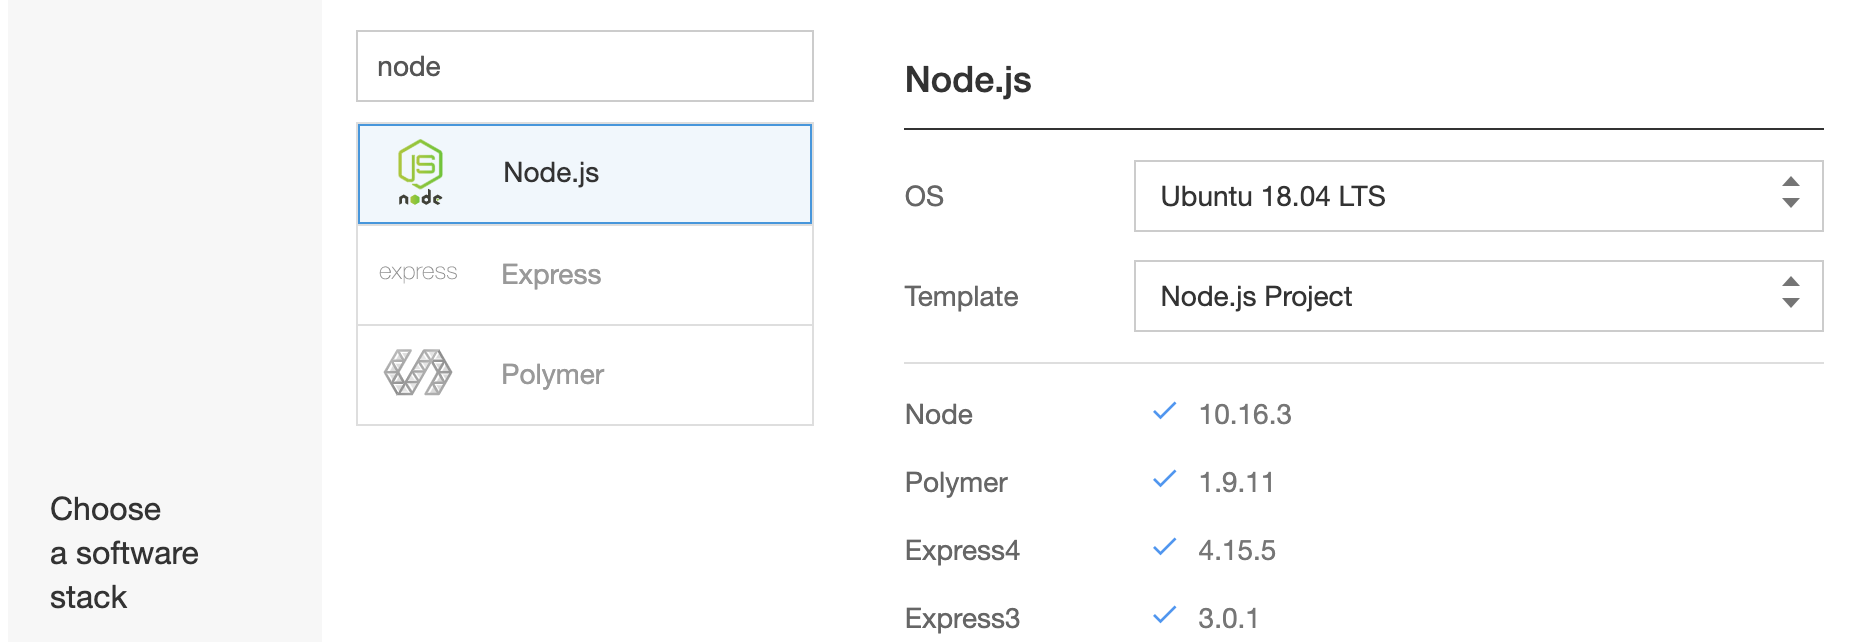 node
JS
node
Node.js
express
Express
Polymer
Choose
a software
stack
Node.js
OS
Ubuntu 18.04 LTS
Template
Node.js Project
Node 10.16.3
Polymer 1.9.11
Express4 4.15.5
Express3 3.0.1